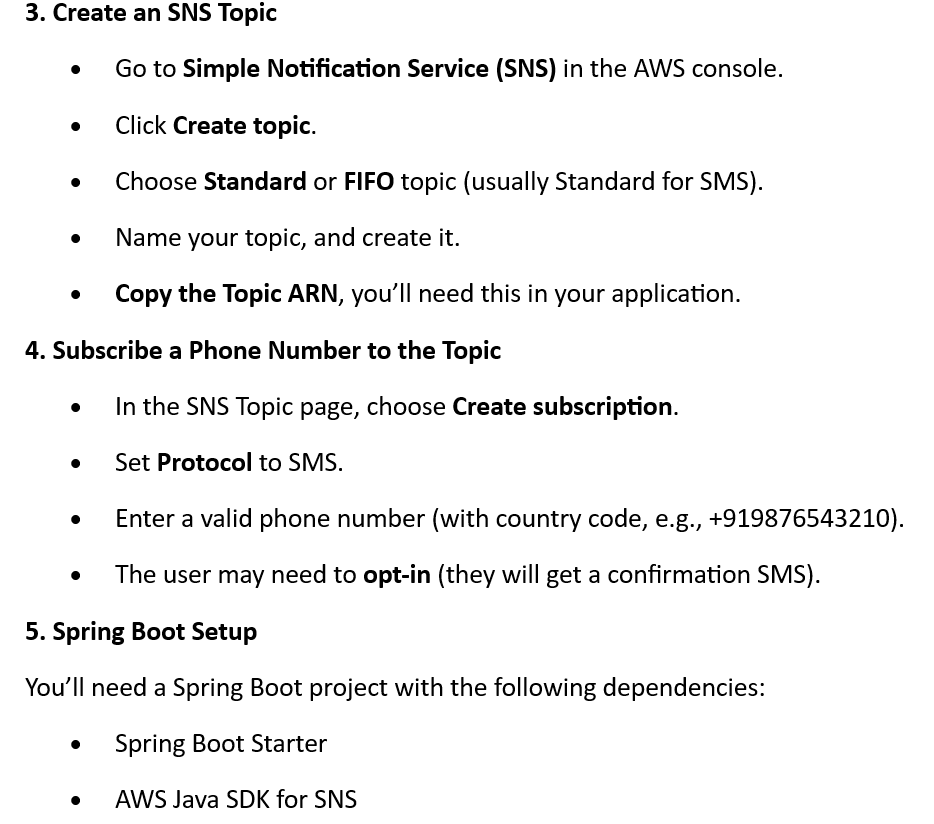 3. Create an SNS Topic
• Go to Simple Notification Service (SNS) in the AWS console.
• Click Create topic.
• Choose Standard or FIFO topic (usually Standard for SMS).
• Name your topic, and create it.
• Copy the Topic ARN, you’ll need this in your application.
4. Subscribe a Phone Number to the Topic
• In the SNS Topic page, choose Create subscription.
• Set Protocol to SMS.
• Enter a valid phone number (with country code, e.g., +919876543210).
• The user may need to opt-in (they will get a confirmation SMS).
5. Spring Boot Setup
You’ll need a Spring Boot project with the following dependencies:
• Spring Boot Starter
• AWS Java SDK for SNS